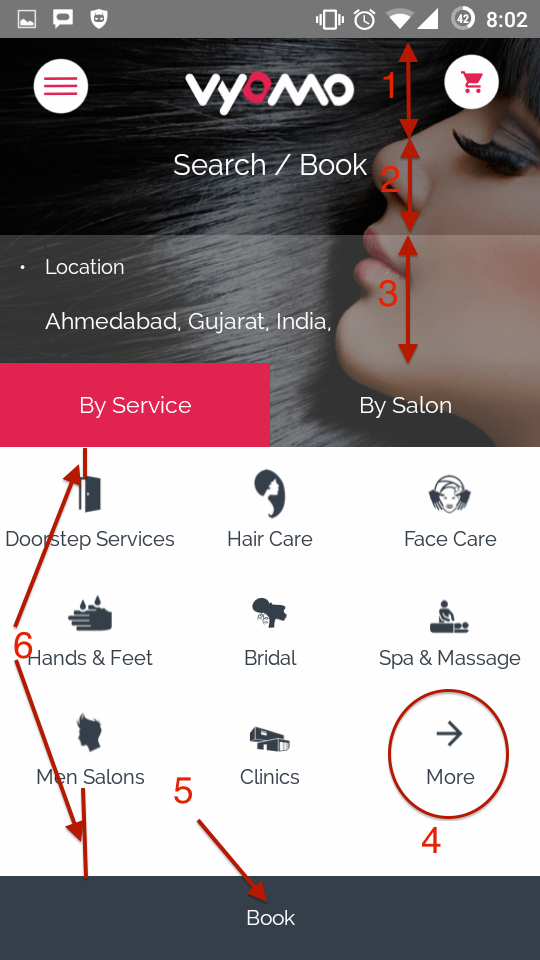 42 8:02
vyomo
1
Search / Book
2
• Location
3
Ahmedabad, Gujarat, India,
By Service By Salon
Doorstep Services Hair Care Face Care
6
Hands & Feet Bridal Spa & Massage
Men Salons Clinics More
5
4
Book